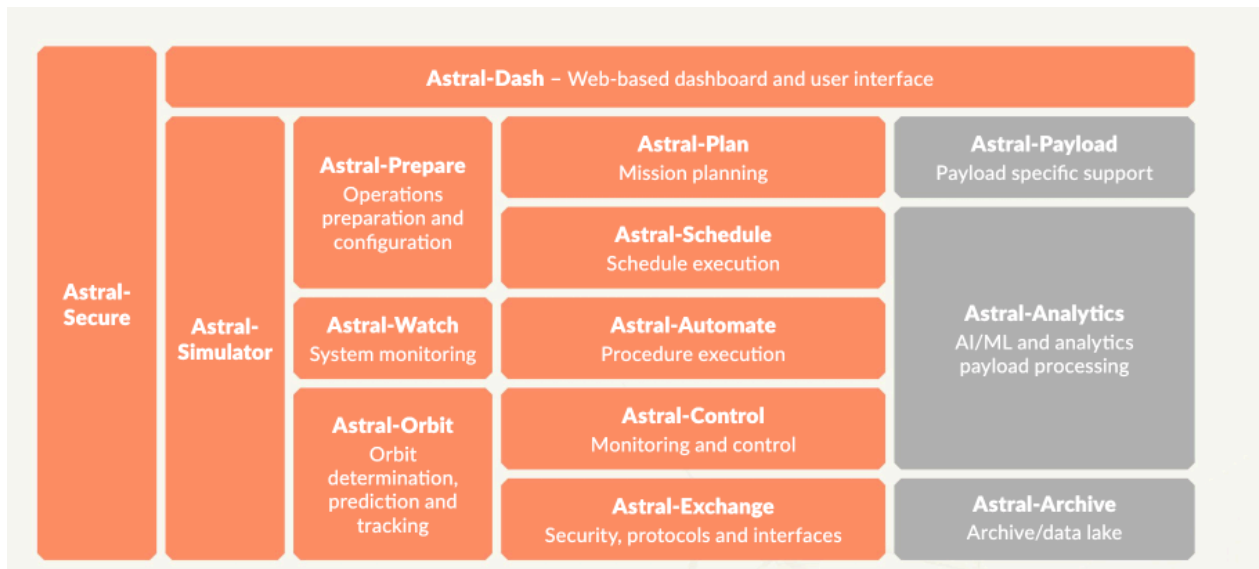 Astral-Dash – Web-based dashboard and user interface
Astral-
Secure
Astral-
Simulator
Astral-Prepare
Operations
preparation and
configuration
Astral-Watch
System monitoring
Astral-Orbit
Orbit
determination,
prediction and
tracking
Astral-Plan
Mission planning
Astral-Schedule
Schedule execution
Astral-Automate
Procedure execution
Astral-Control
Monitoring and control
Astral-Exchange
Security, protocols and interfaces
Astral-Payload
Payload specific support
Astral-Analytics
AI/ML and analytics
payload processing
Astral-Archive
Archive/data lake